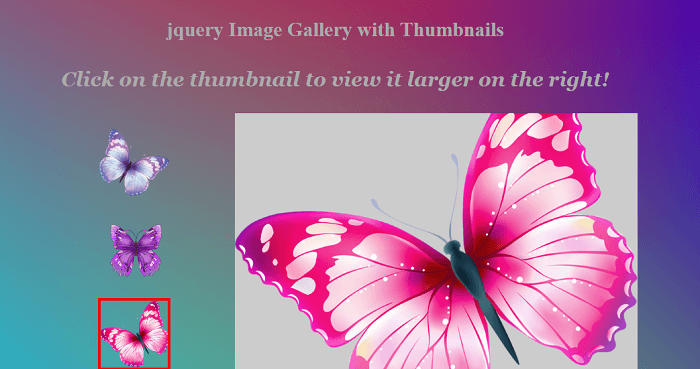 jquery Image Gallery with Thumbnails
Click on the thumbnail to view it larger on the right!